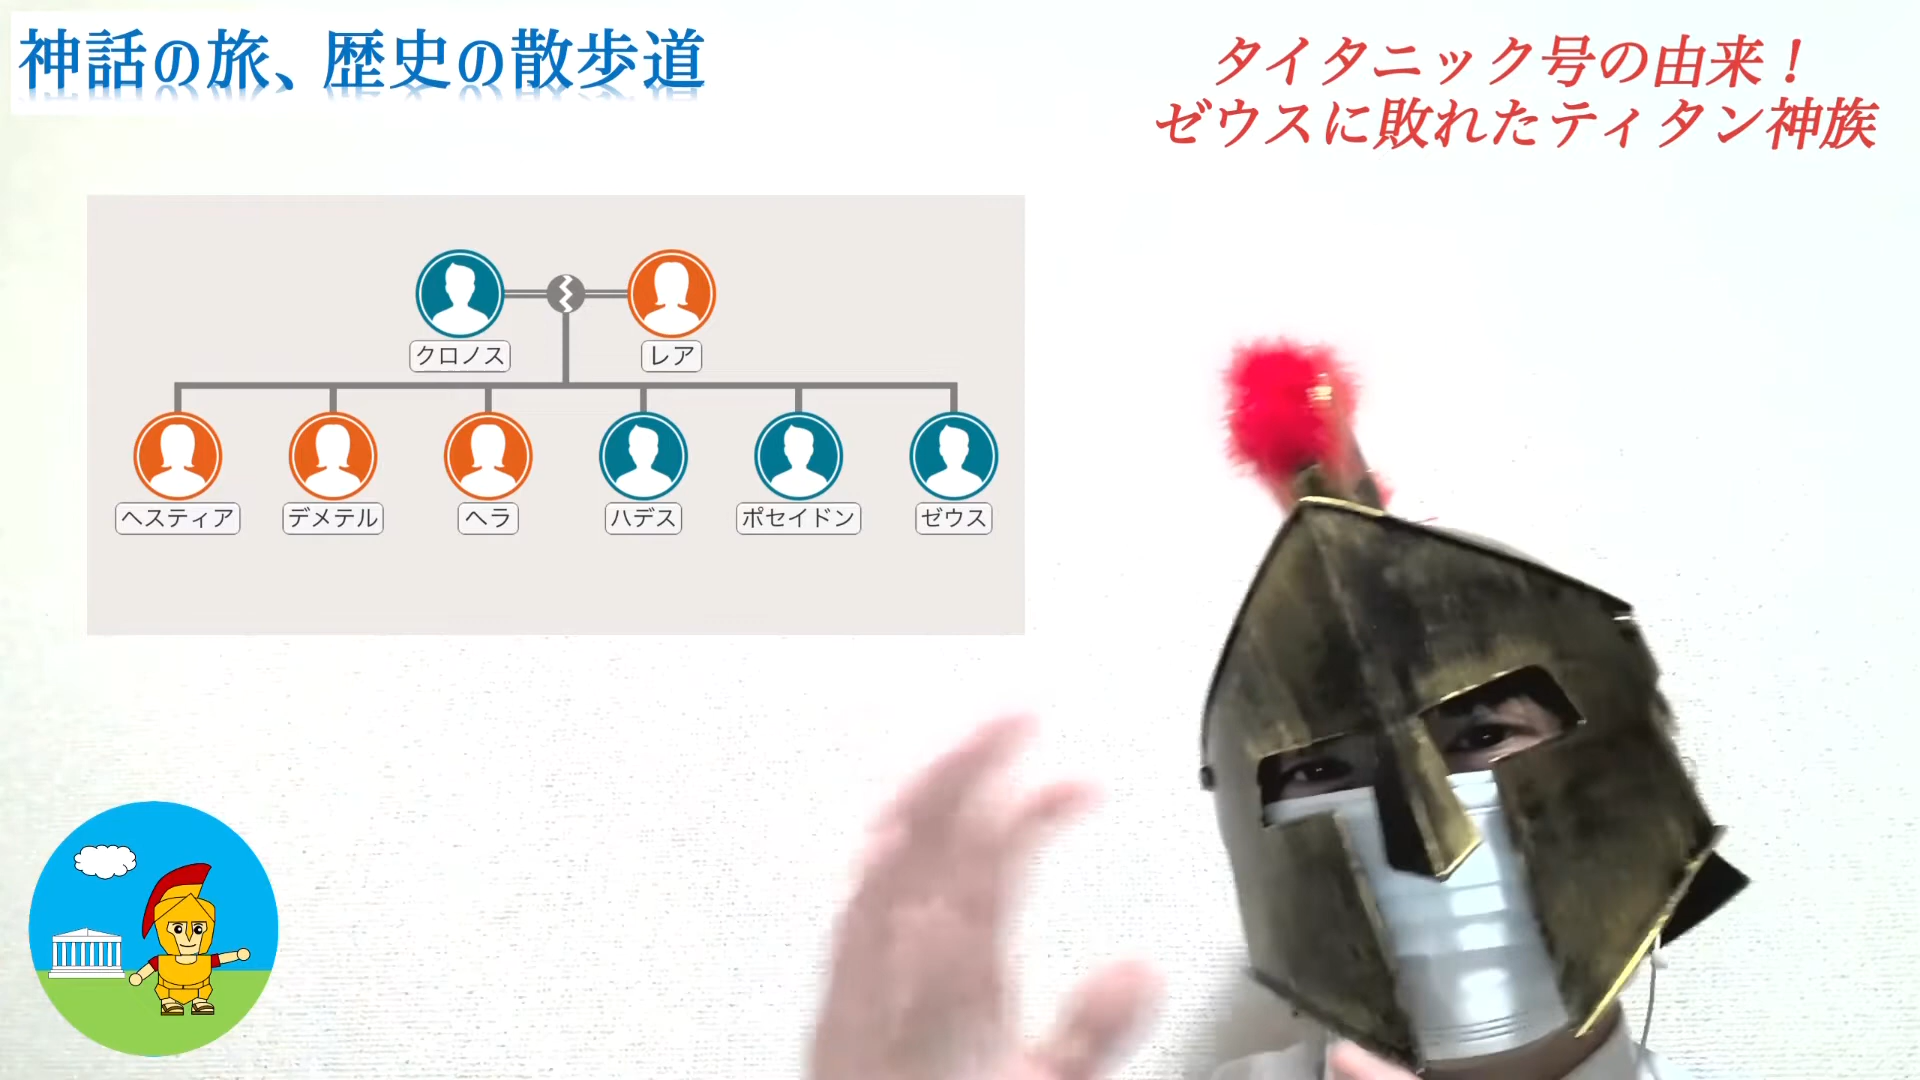 神話の旅、歴史の散歩道
タイタニック号の由来！
ゼウスに敗れたティタン神族
クロノス
レア
ヘスティア
デメテル
ヘラ
ハデス
ポセイドン
ゼウス